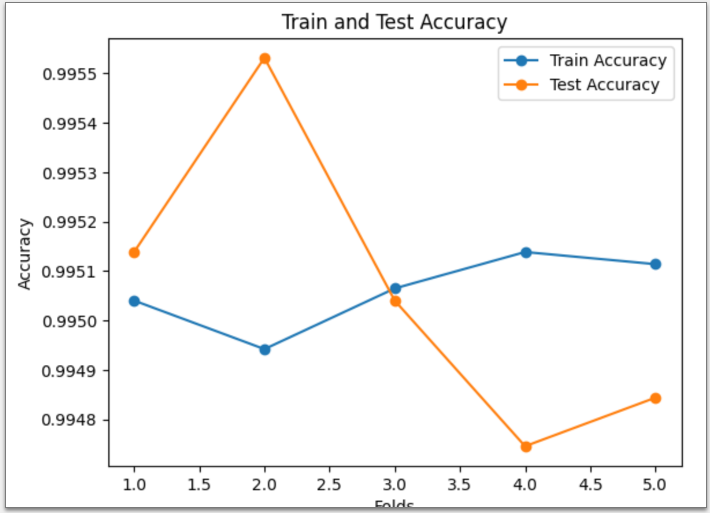 Train and Test Accuracy
Train Accuracy
Test Accuracy
0.9955
0.9954
0.9953
0.9952
0.9951
0.9950
0.9949
0.9948
Accuracy
1.0 1.5 2.0 2.5 3.0 3.5 4.0 4.5 5.0
Folds